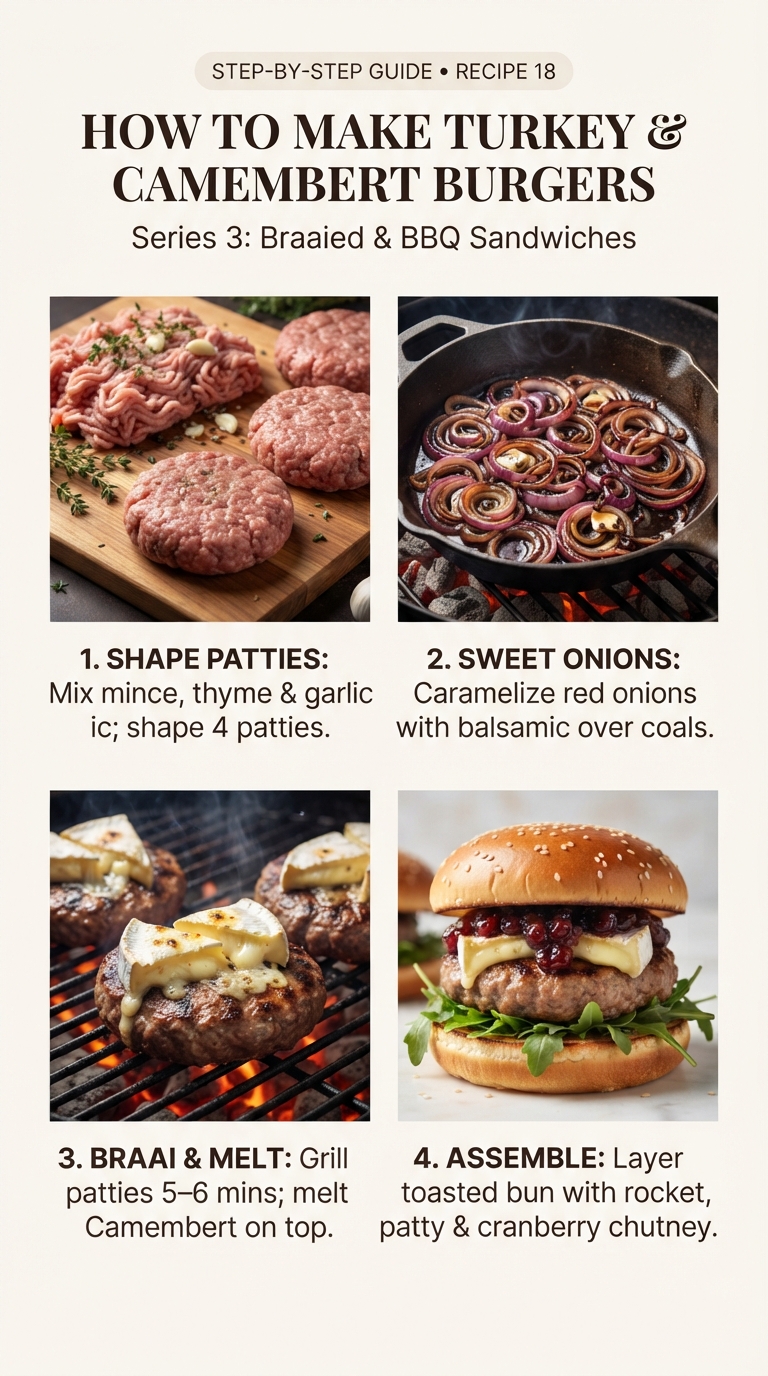 STEP-BY-STEP GUIDE • RECIPE 18
HOW TO MAKE TURKEY &
CAMEMBERT BURGERS
Series 3: Braaied & BBQ Sandwiches
1. SHAPE PATTIES:
Mix mince, thyme & garlic
ic; shape 4 patties.
2. SWEET ONIONS:
Caramelize red onions
with balsamic over coals.
3. BRAAI & MELT: Grill
patties 5–6 mins; melt
Camembert on top.
4. ASSEMBLE: Layer
toasted bun with rocket,
patty & cranberry chutney.